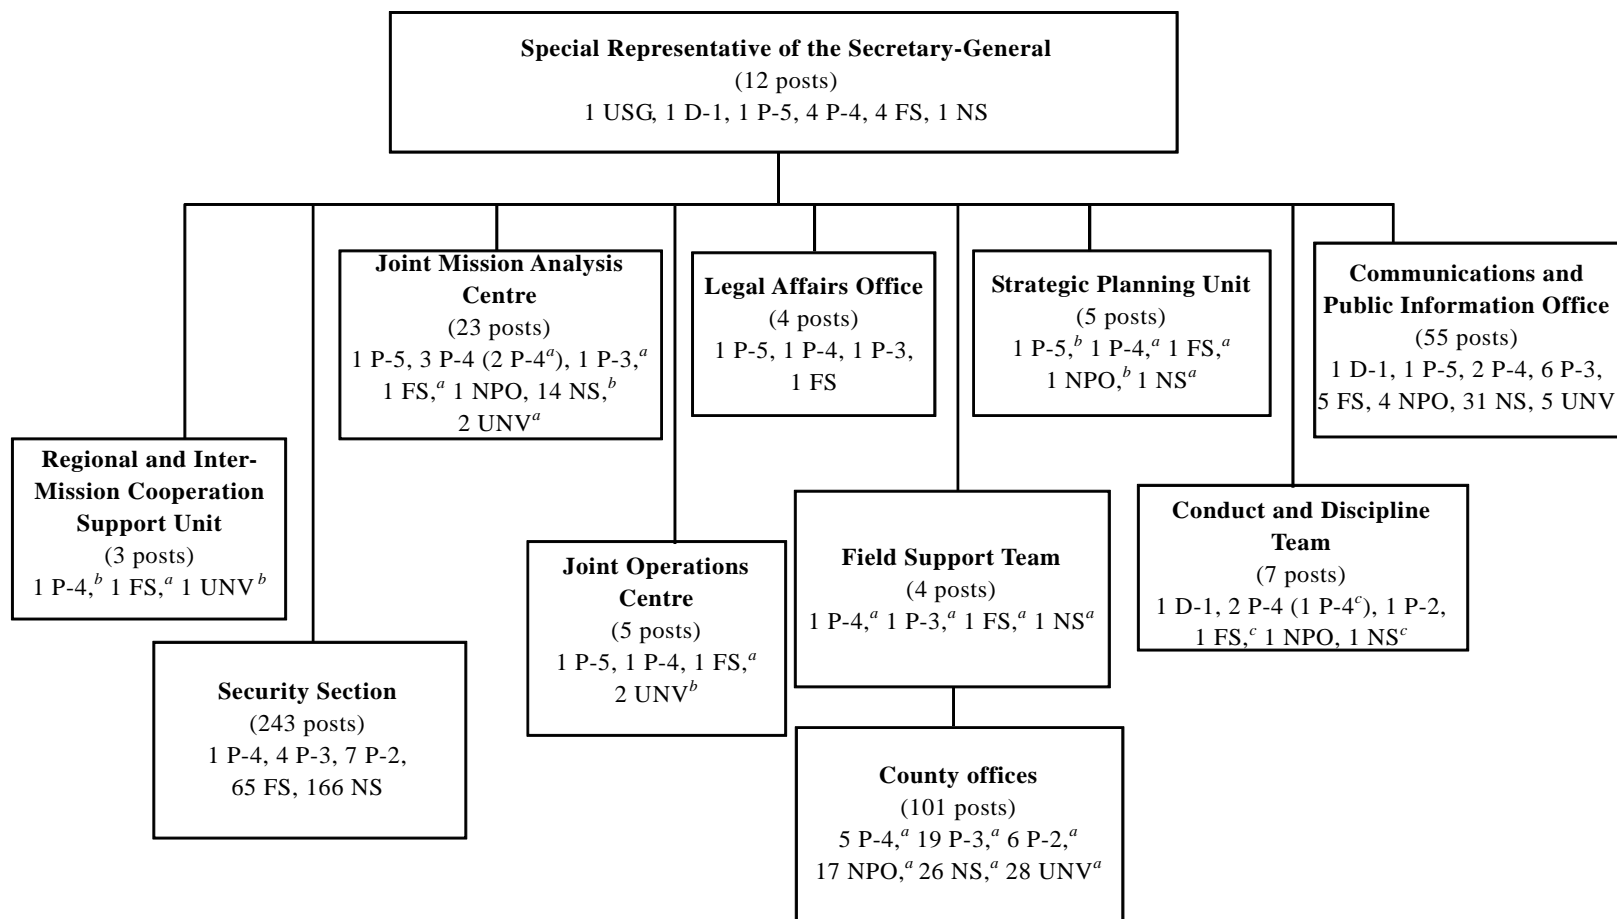 Special Representative of the Secretary-General
(12 posts)
1 USG, 1 D-1, 1 P-5, 4 P-4, 4 FS, 1 NS
Joint Mission Analysis
Centre
(23 posts)
1 P-5, 3 P-4 (2 P-4a), 1 P-3,a
1 FS,a 1 NPO, 14 NS,b
2 UNVa
Legal Affairs Office
(4 posts)
1 P-5, 1 P-4, 1 P-3,
1 FS
Strategic Planning Unit
(5 posts)
1 P-5,b 1 P-4,a 1 FS,a
1 NPO,b 1 NSa
Communications and
Public Information Office
(55 posts)
1 D-1, 1 P-5, 2 P-4, 6 P-3,
5 FS, 4 NPO, 31 NS, 5 UNV
Regional and Inter-
Mission Cooperation
Support Unit
(3 posts)
1 P-4,b 1 FS,a 1 UNVb
Joint Operations
Centre
(5 posts)
1 P-5, 1 P-4, 1 FS,a
2 UNVb
Field Support Team
(4 posts)
1 P-4,a 1 P-3,a 1 FS,a 1 NSa
Conduct and Discipline
Team
(7 posts)
1 D-1, 2 P-4 (1 P-4c), 1 P-2,
1 FS,c 1 NPO, 1 NSc
Security Section
(243 posts)
1 P-4, 4 P-3, 7 P-2,
65 FS, 166 NS
County offices
(101 posts)
5 P-4,a 19 P-3,a 6 P-2,a
17 NPO,a 26 NS,a 28 UNVa